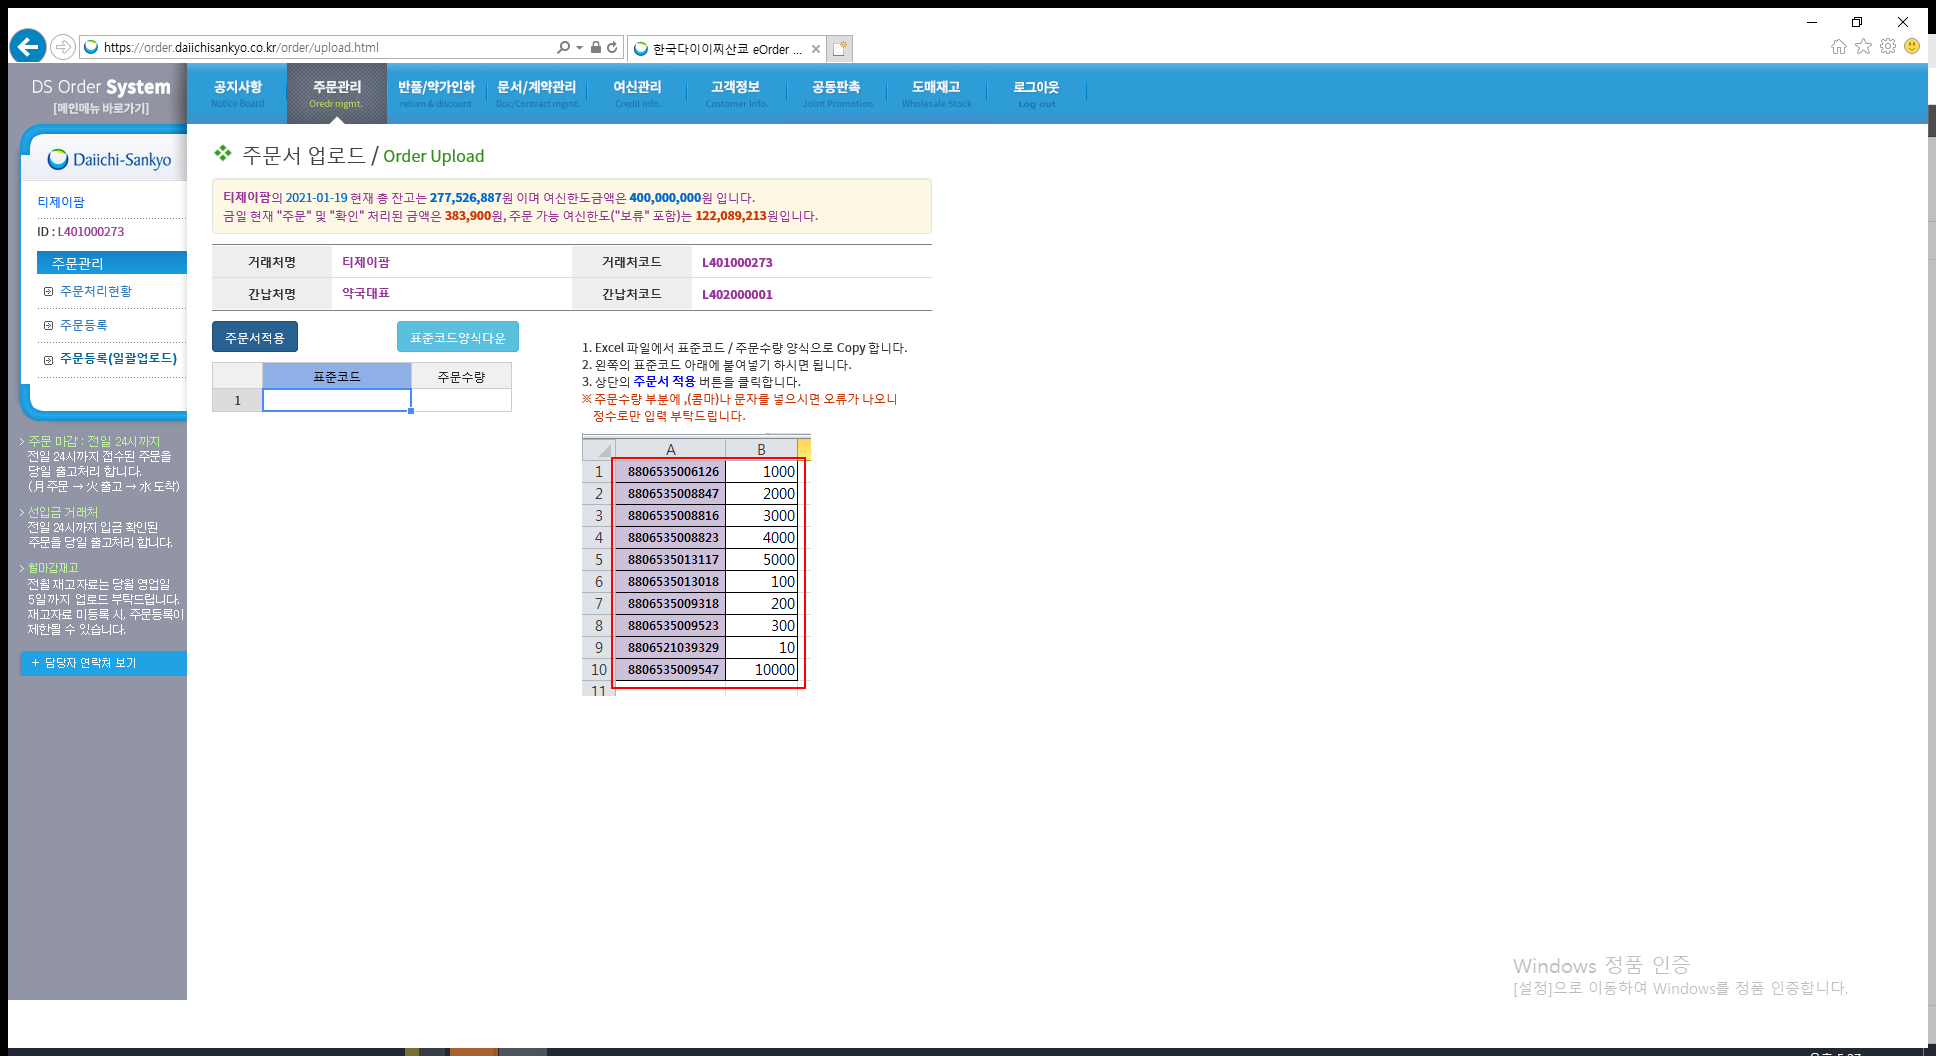 https://order.daiichisankyo.co.kr/order/upload.html
한국다이이찌산쿄 eOrder ...
DS Order System
[메인메뉴 바로가기]
공지사항
Notice Board
주문관리
Oredr mgmt.
반품/약가인하
return & discount
문서/계약관리
Doc/Contract mgmt.
여신관리
Credit info.
고객정보
Customer Info.
공동판촉
Joint Promotion
도매재고
Wholesale Stock
로그아웃
Log out
Daiichi-Sankyo
티제이팜
ID : L401000273
주문관리
주문처리현황
주문등록
주문등록(일괄업로드)
> 주문 마감 : 전일 24시까지
전일 24시까지 접수된 주문을
당일 출고처리 합니다.
(月 주문 → 火 출고 → 水 도착)
> 선입금 거래처
전일 24시까지 입금 확인된
주문을 당일 출고처리 합니다.
> 월마감재고
전월 재고자료는 당월 영업일
5일까지 업로드 부탁드립니다.
재고자료 미등록 시, 주문등록이
제한될 수 있습니다.
+ 담당자 연락처 보기
주문서 업로드 / Order Upload
티제이팜의 2021-01-19 현재 총 잔고는 277,526,887원 이며 여신한도금액은 400,000,000원 입니다.
금일 현재 "주문" 및 "확인" 처리된 금액은 383,900원, 주문 가능 여신한도("보류" 포함)는 122,089,213원입니다.
거래처명 티제이팜 거래처코드 L401000273
간납처명 약국대표 간납처코드 L402000001
주문서적용
표준코드양식다운
표준코드 주문수량
1
1. Excel 파일에서 표준코드 / 주문수량 양식으로 Copy 합니다.
2. 왼쪽의 표준코드 아래에 붙여넣기 하시면 됩니다.
3. 상단의 주문서 적용 버튼을 클릭합니다.
※ 주문수량 부분에 ,(콤마)나 문자를 넣으시면 오류가 나오니
정수로만 입력 부탁드립니다.
A B
1 8806535006126 1000
2 8806535008847 2000
3 8806535008816 3000
4 8806535008823 4000
5 8806535013117 5000
6 8806535013018 100
7 8806535009318 200
8 8806535009523 300
9 8806521039329 10
10 8806535009547 10000
11
Windows 정품 인증
[설정]으로 이동하여 Windows를 정품 인증합니다.